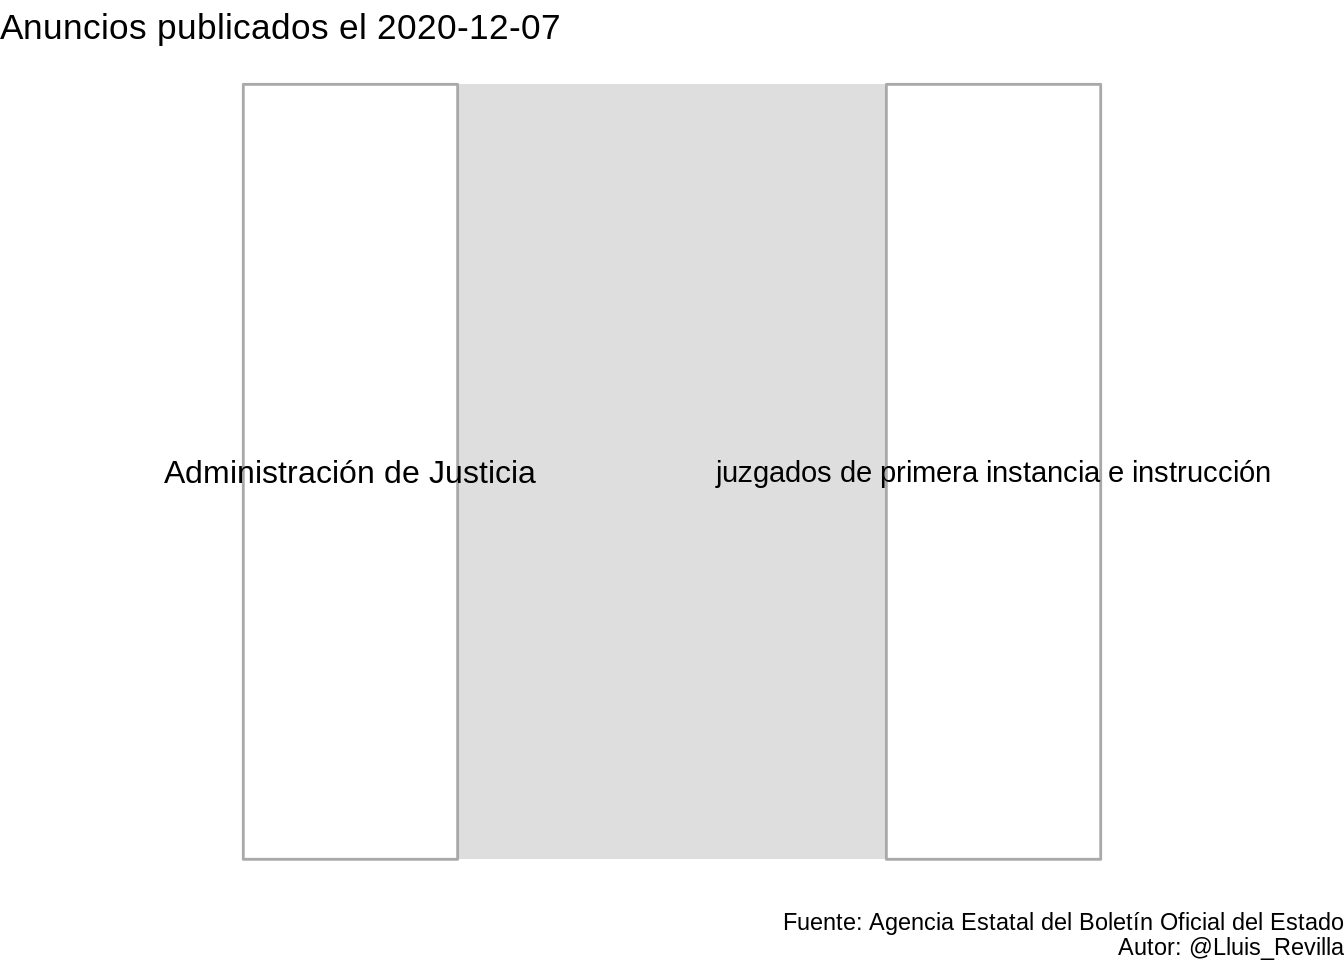 Anuncios publicados el 2020-12-07
Administración de Justicia
juzgados de primera instancia e instrucción
Fuente: Agencia Estatal del Boletín Oficial del Estado
Autor: @Lluis_Revilla